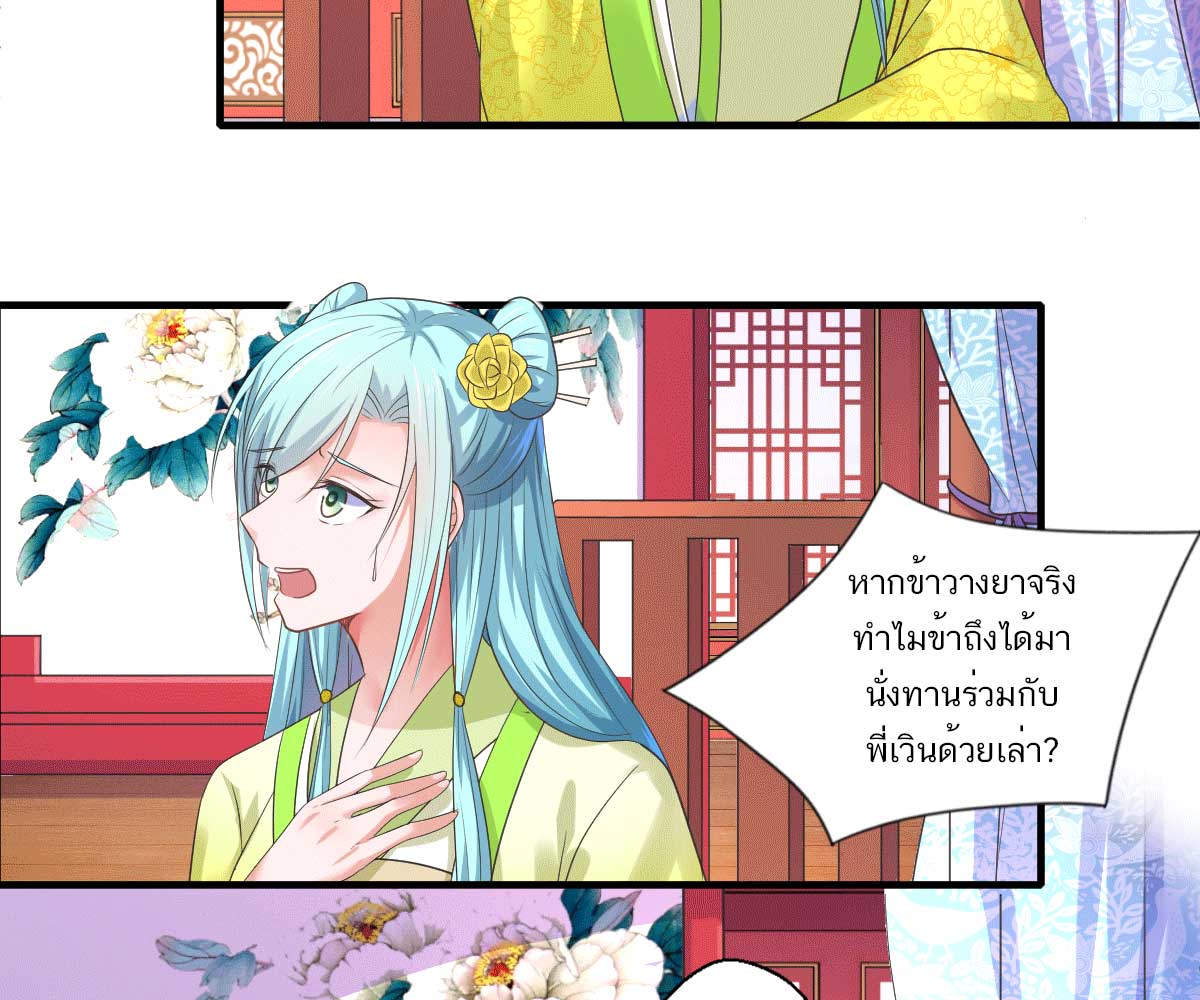 หากข้าวางยาจริง
ทำไมข้าถึงได้มา
นั่งทานร่วมกับ
พี่เวินด้วยเล่า?